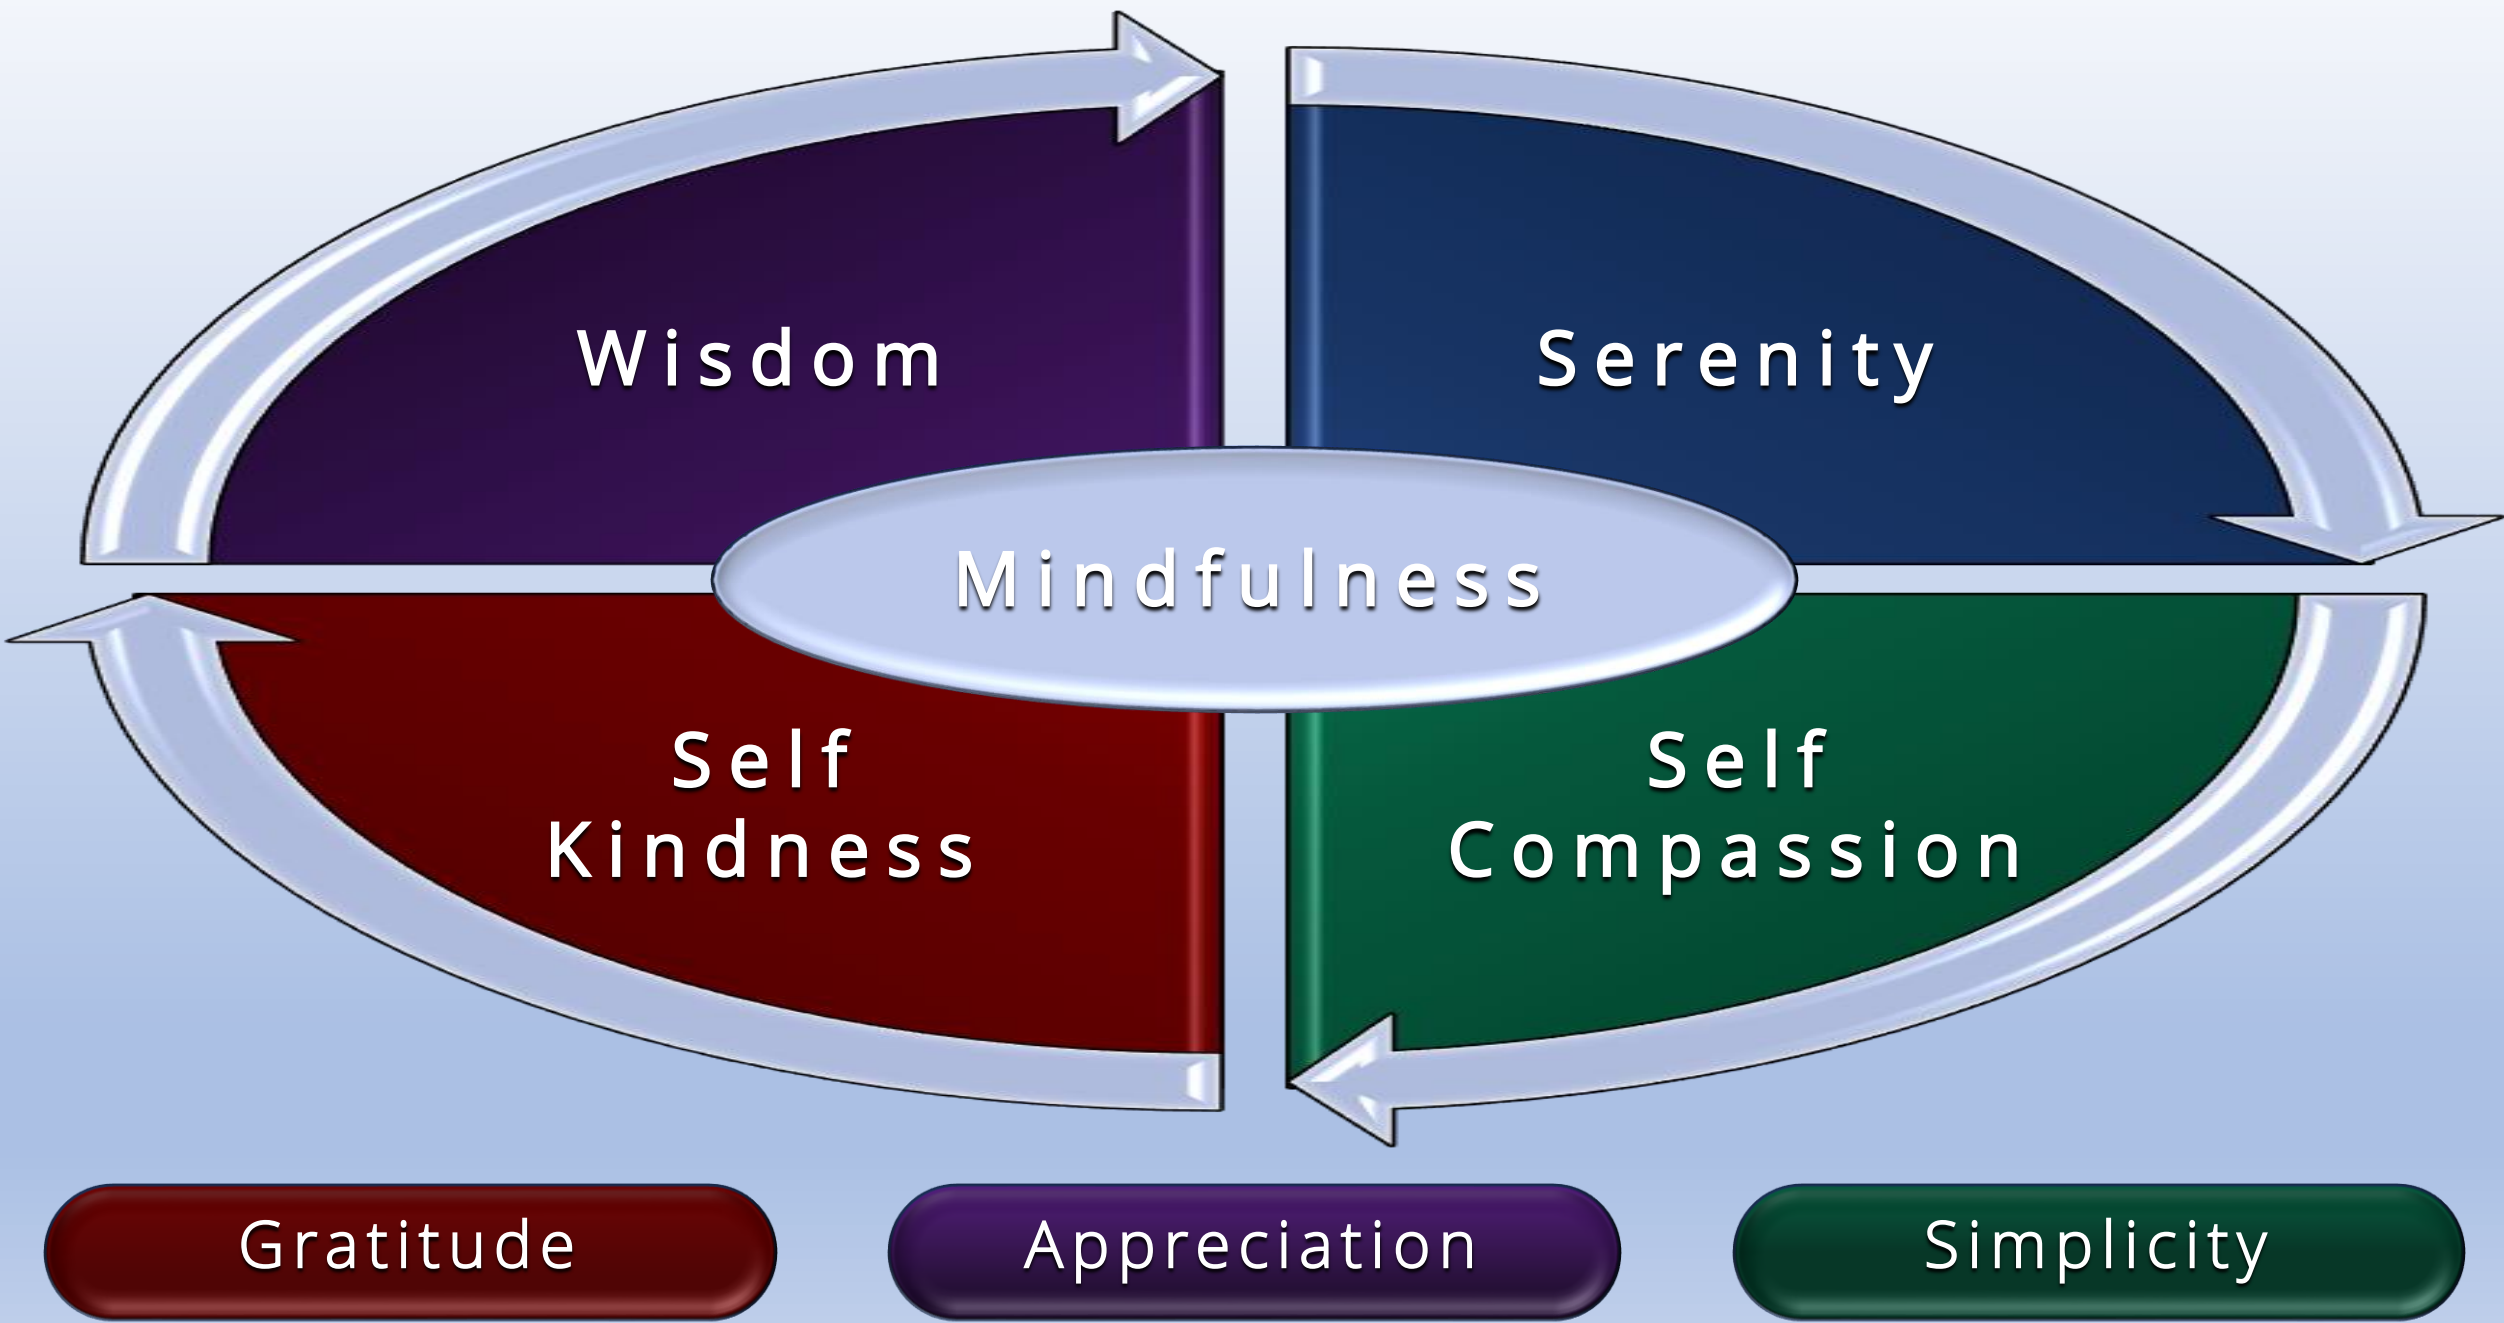 Wisdom
Serenity
Mindfulness
Self
Kindness
Self
Compassion
Gratitude
Appreciation
Simplicity